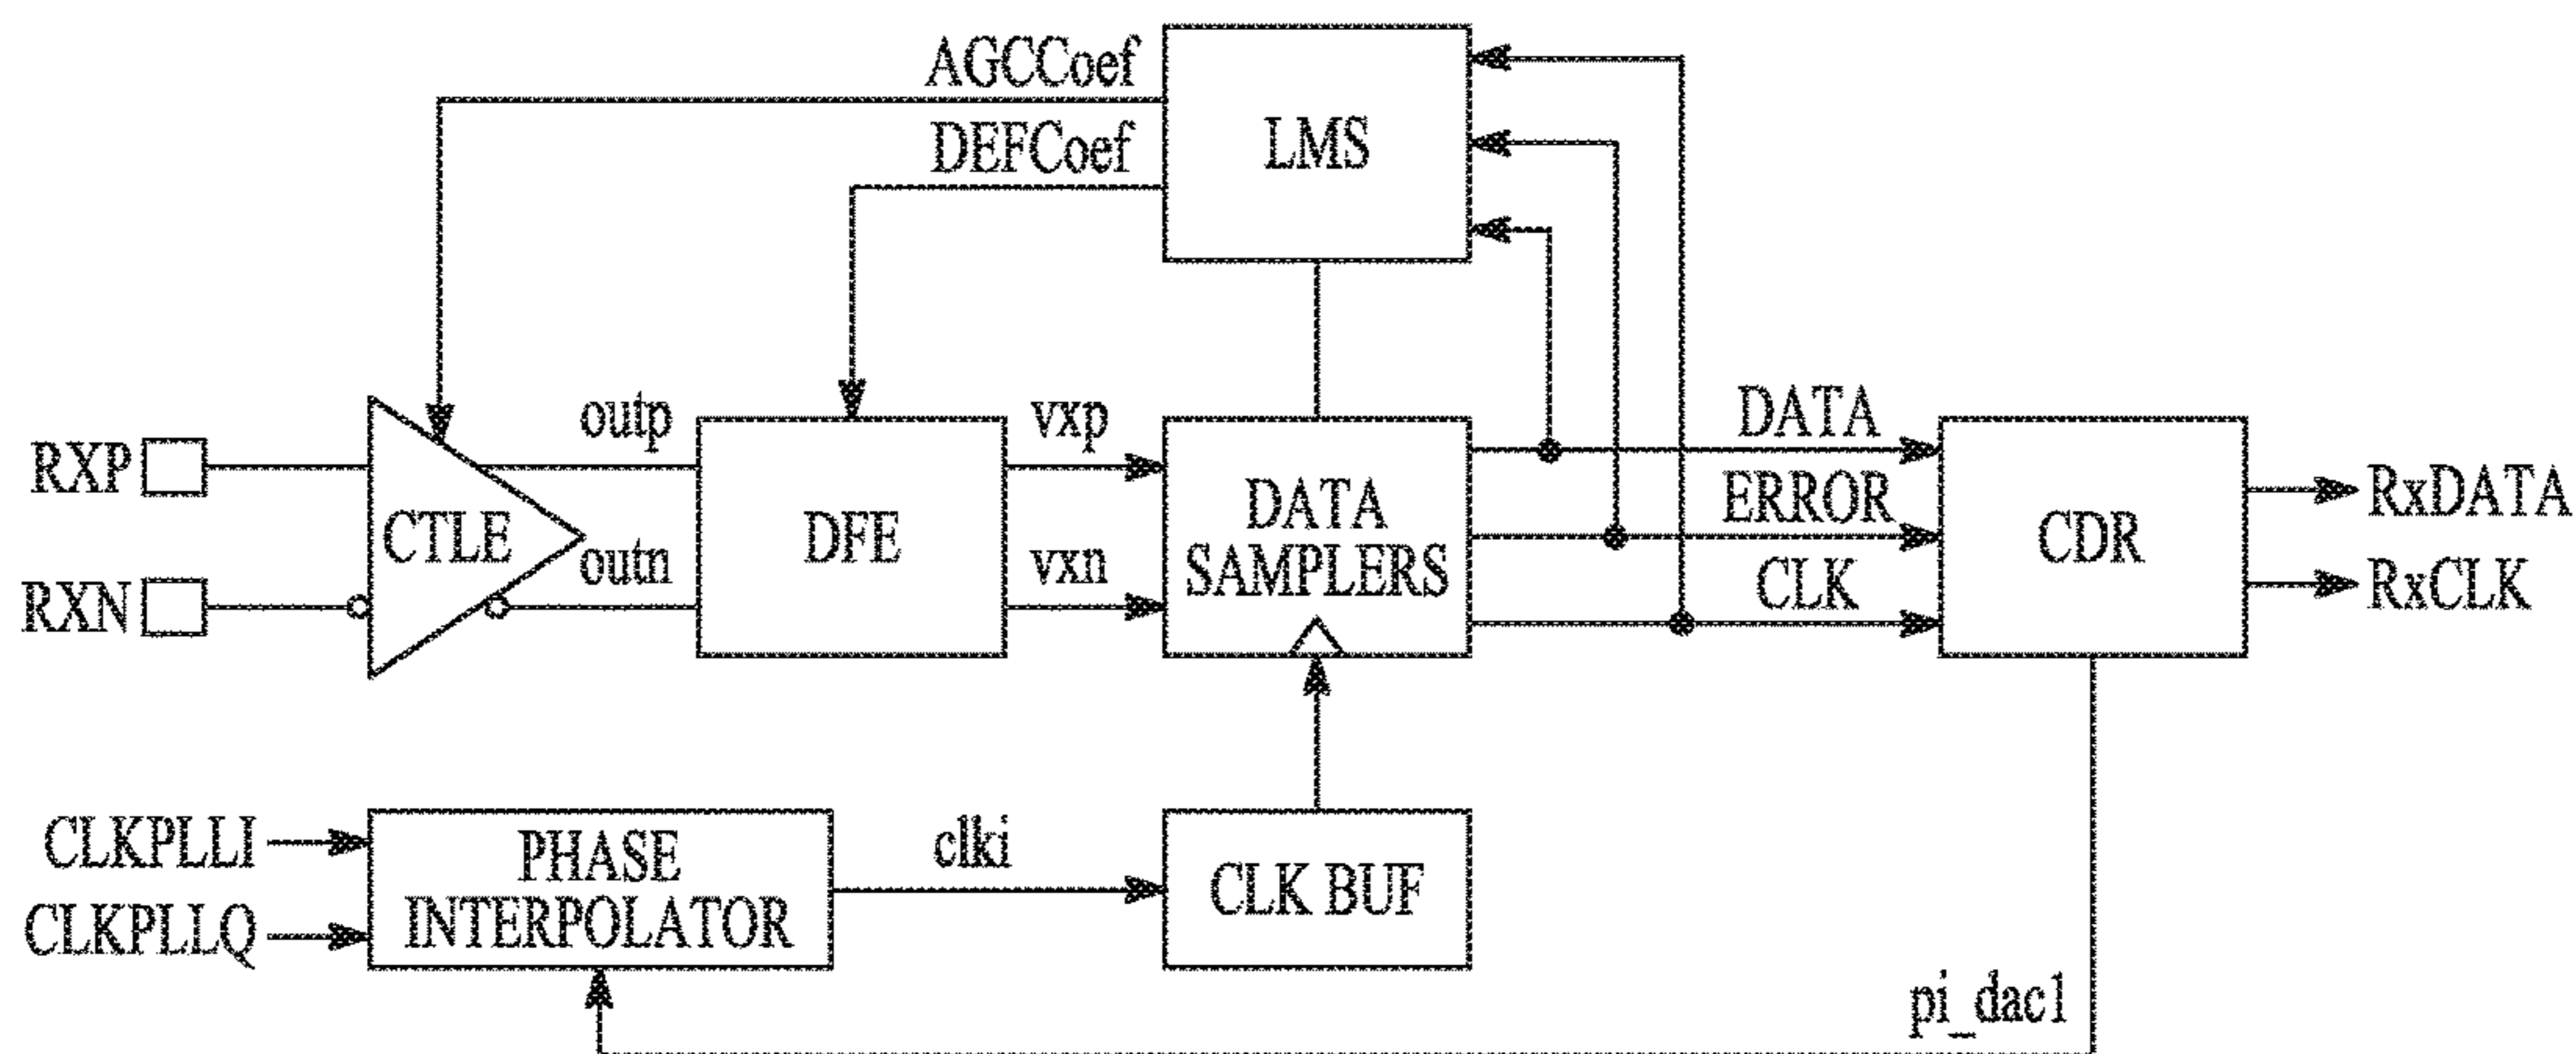 AGCCoef
DEFCoef
LMS
RXP
RXN
CTLE
outp
outn
DFE
vxp
vxn
DATA
SAMPLERS
DATA
ERROR
CLK
CDR
RxDATA
RxCLK
CLKPLLI
CLKPLLQ
PHASE
INTERPOLATOR
clki
CLK BUF
pi_dac1